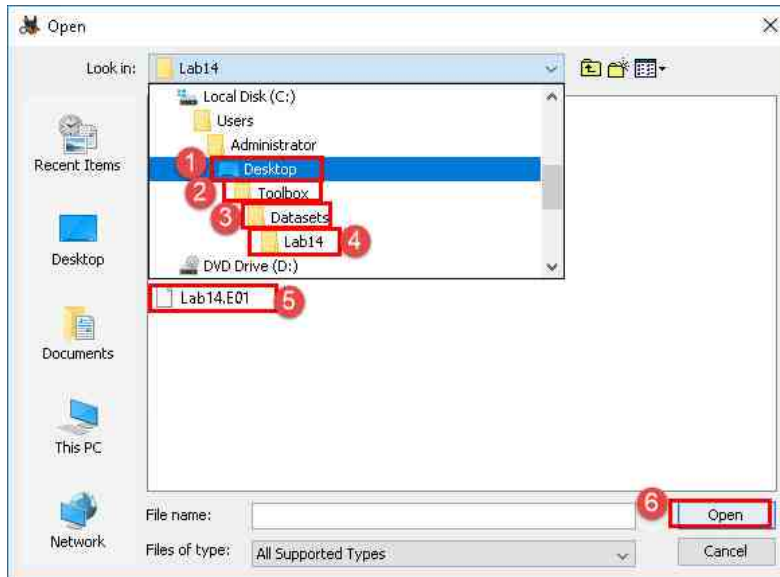 Open
Look in: Lab14
Local Disk (C:)
Users
Administrator
1 Desktop
2 Toolbox
3 Datasets
Lab14 4
DVD Drive (D:)
Lab14.E01 5
Recent Items
Desktop
Documents
This PC
Network
File name: 6 Open
Files of type: All Supported Types Cancel